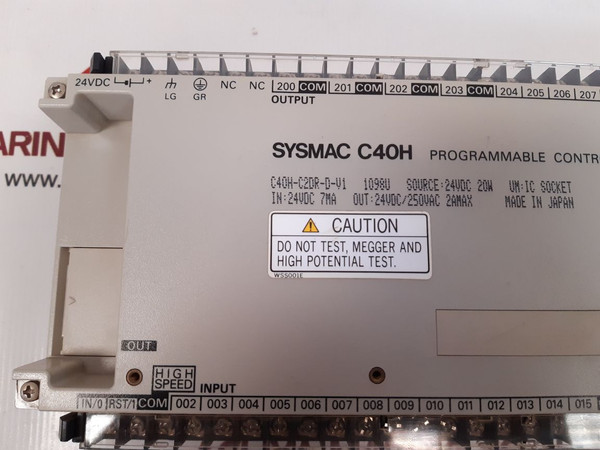 24VDC - + LG GR NC NC 200 COM 201 COM 202 COM 203 COM 204 205 206 207
OUTPUT
SYSMAC C40H PROGRAMMABLE CONTR
C40H-C2DR-D-V1 1098U SOURCE:24VDC 20W UM:IC SOCKET
IN:24VDC 7MA OUT:24VDC/250VAC 2AMAX MADE IN JAPAN
ARIN
www.
CAUTION
DO NOT TEST, MEGGER AND
HIGH POTENTIAL TEST.
WS5001E
OUT
HIGH
SPEED
INPUT
IN/0 RST/1 COM 002 003 004 005 006 007 008 009 010 011 012 013 014 015